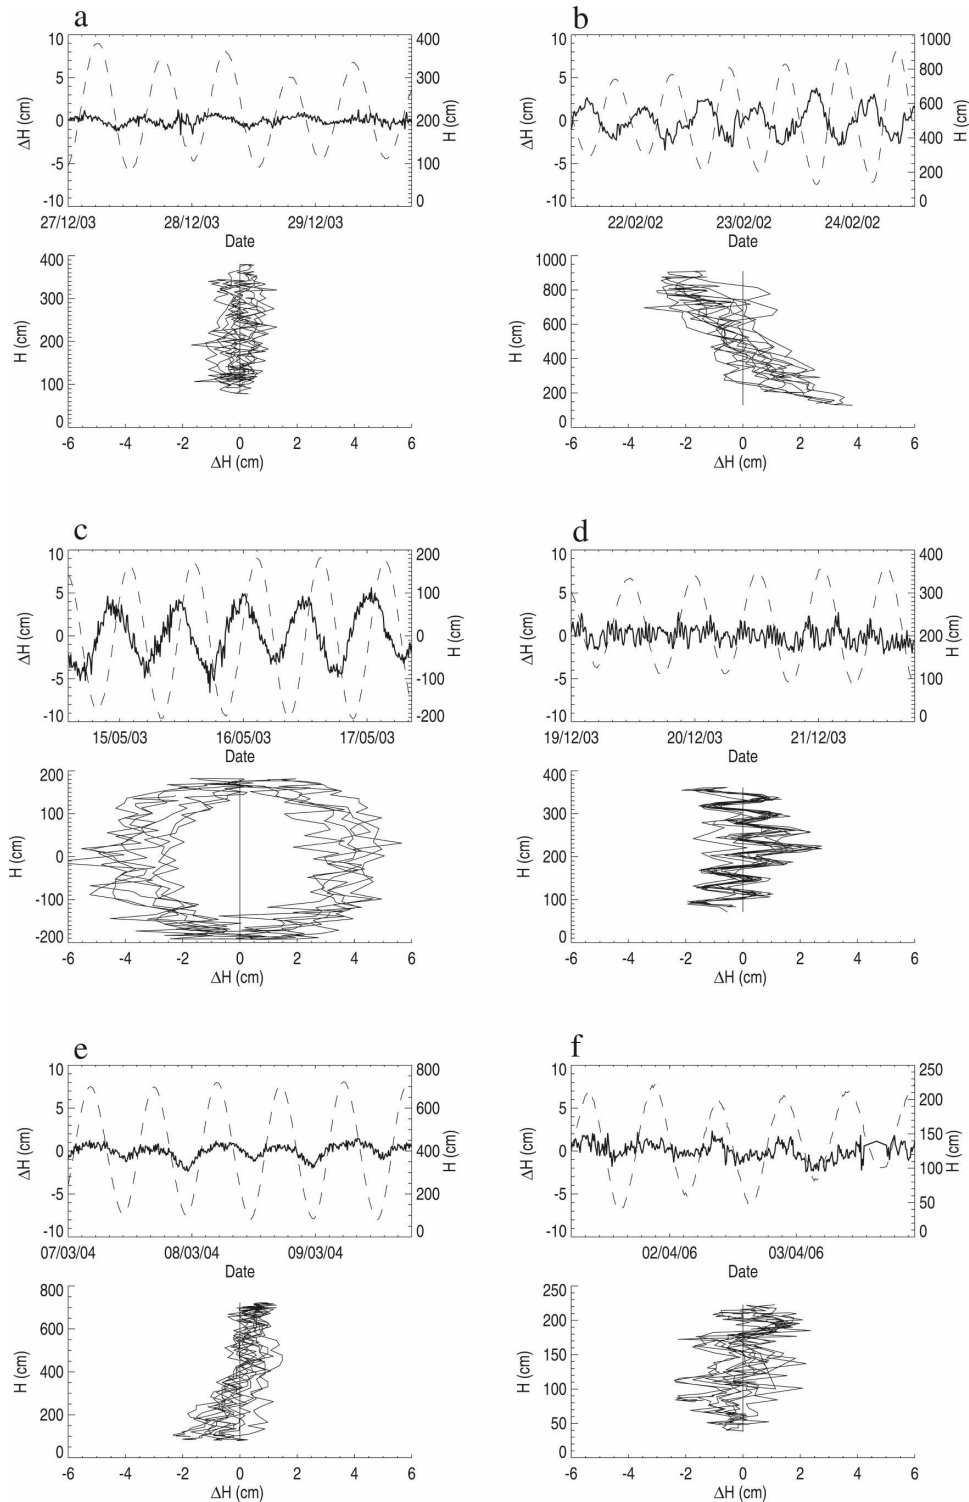 a
10
5
0
-5
-10
ΔH (cm)
400
300
200
100
0
H (cm)
27/12/03 28/12/03 29/12/03
Date
400
300
200
100
0
H (cm)
-6 -4 -2 0 2 4 6
ΔH (cm)
b
10
5
0
-5
-10
ΔH (cm)
1000
800
600
400
200
0
H (cm)
22/02/02 23/02/02 24/02/02
Date
1000
800
600
400
200
0
H (cm)
-6 -4 -2 0 2 4 6
ΔH (cm)
c
10
5
0
-5
-10
ΔH (cm)
200
100
0
-100
-200
H (cm)
15/05/03 16/05/03 17/05/03
Date
200
100
0
-100
-200
H (cm)
-6 -4 -2 0 2 4 6
ΔH (cm)
d
10
5
0
-5
-10
ΔH (cm)
400
300
200
100
0
H (cm)
19/12/03 20/12/03 21/12/03
Date
400
300
200
100
0
H (cm)
-6 -4 -2 0 2 4 6
ΔH (cm)
e
10
5
0
-5
-10
ΔH (cm)
800
600
400
200
0
H (cm)
07/03/04 08/03/04 09/03/04
Date
800
600
400
200
0
H (cm)
-6 -4 -2 0 2 4 6
ΔH (cm)
f
10
5
0
-5
-10
ΔH (cm)
250
200
150
100
50
0
H (cm)
02/04/06 03/04/06
Date
250
200
150
100
50
0
H (cm)
-6 -4 -2 0 2 4 6
ΔH (cm)